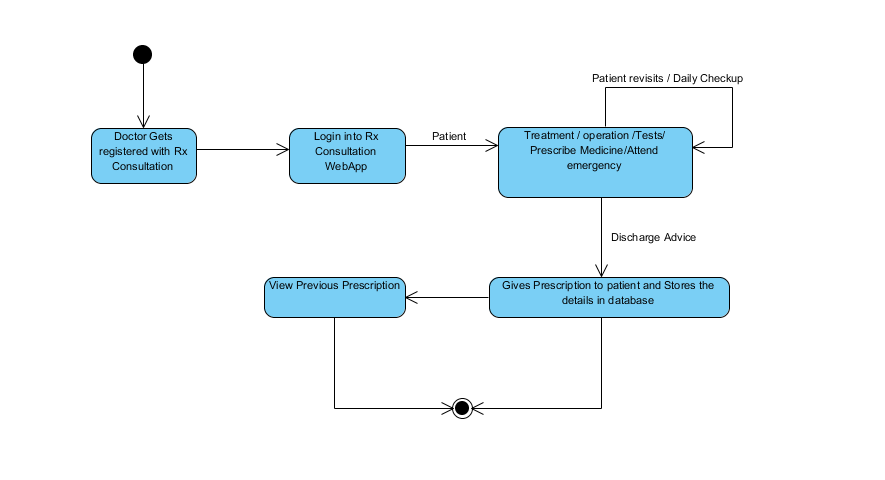 Patient revisits / Daily Checkup
Doctor Gets
registered with Rx
Consultation
Login into Rx
Consultation
WebApp
Patient
Treatment / operation /Tests/
Prescribe Medicine/Attend
emergency
Discharge Advice
View Previous Prescription
Gives Prescription to patient and Stores the
details in database